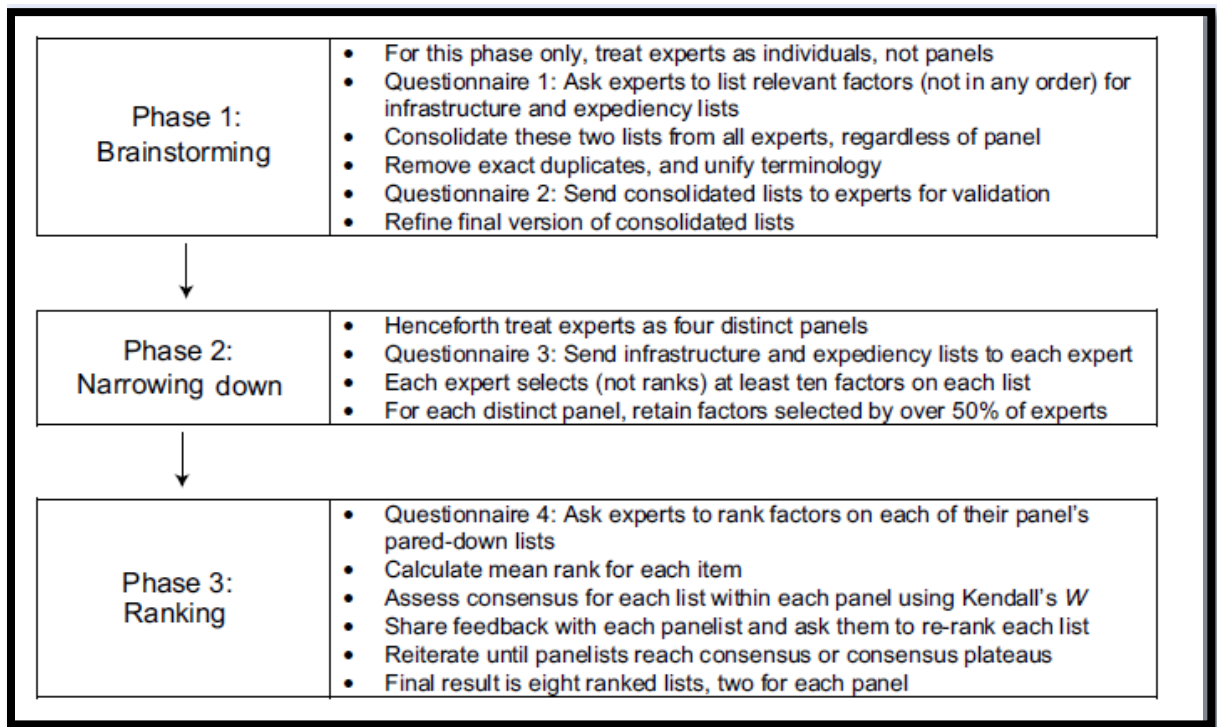 Phase 1:
Brainstorming
• For this phase only, treat experts as individuals, not panels
• Questionnaire 1: Ask experts to list relevant factors (not in any order) for
infrastructure and expediency lists
• Consolidate these two lists from all experts, regardless of panel
• Remove exact duplicates, and unify terminology
• Questionnaire 2: Send consolidated lists to experts for validation
• Refine final version of consolidated lists
Phase 2:
Narrowing down
• Henceforth treat experts as four distinct panels
• Questionnaire 3: Send infrastructure and expediency lists to each expert
• Each expert selects (not ranks) at least ten factors on each list
• For each distinct panel, retain factors selected by over 50% of experts
Phase 3:
Ranking
• Questionnaire 4: Ask experts to rank factors on each of their panel's
pared-down lists
• Calculate mean rank for each item
• Assess consensus for each list within each panel using Kendall's W
• Share feedback with each panelist and ask them to re-rank each list
• Reiterate until panelists reach consensus or consensus plateaus
• Final result is eight ranked lists, two for each panel